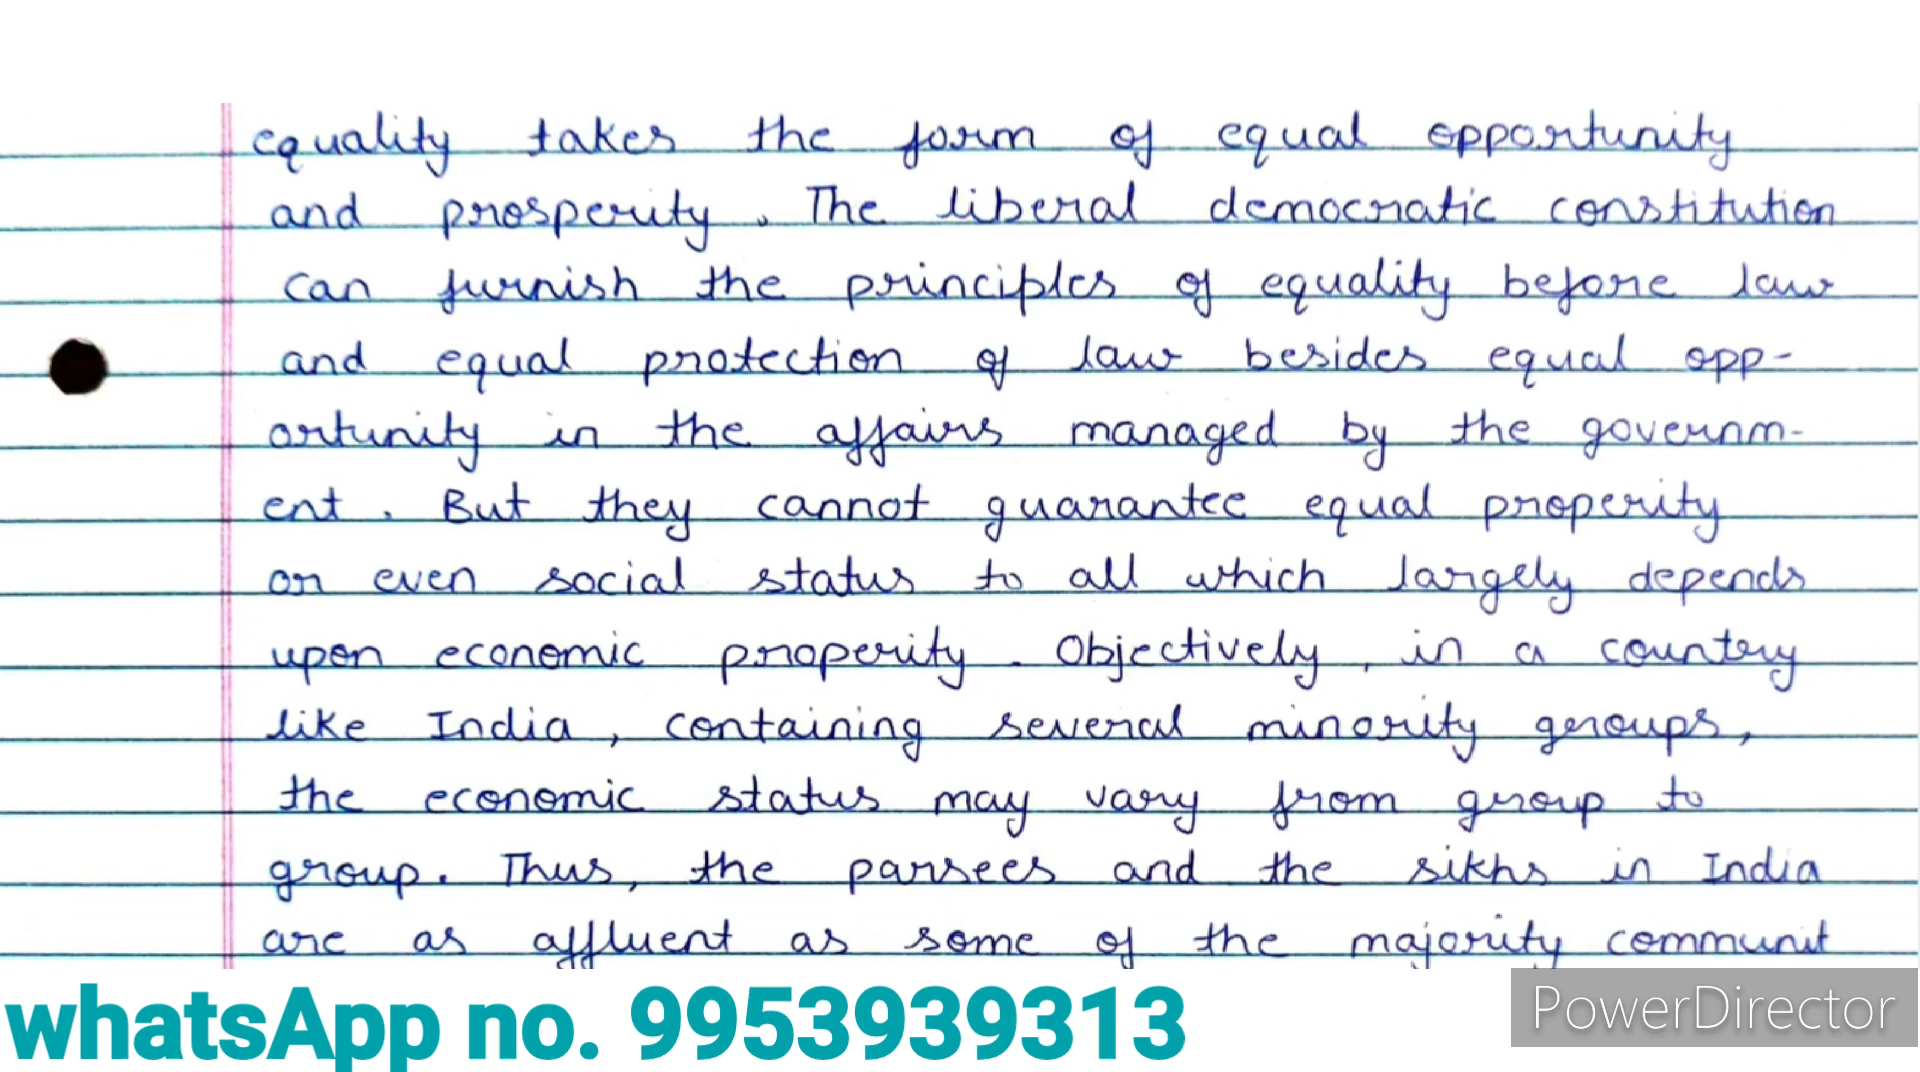 equality takes the form of equal opportunity
and prosperity. The liberal democratic constitution
can furnish the principles of equality before law
and equal protection of law besides equal opp-
ortunity in the affairs managed by the governm-
ent. But they cannot guarantee equal properity
or even social status to all which largely depends
upon economic properity. Objectively, in a country
like India, containing several minority groups,
the economic status may vary from group to
group. Thus, the parsees and the sikhs in India
are as affluent as some of the majority communit
whatsApp no. 9953939313
PowerDirector